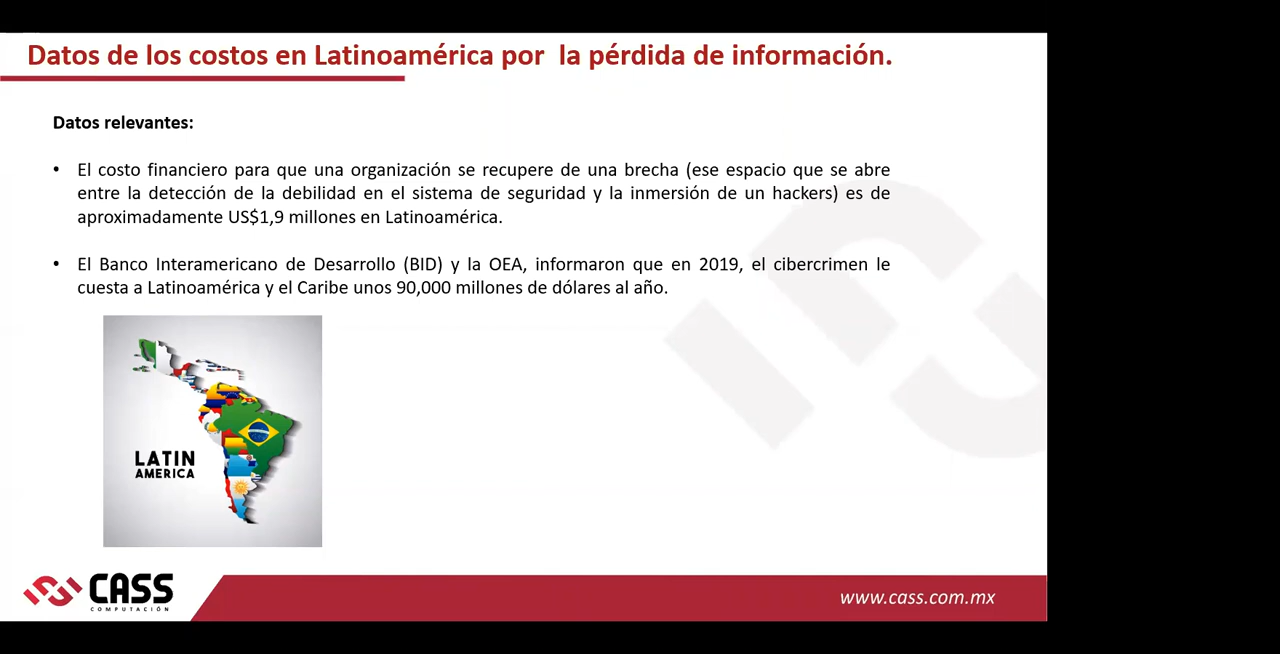 Datos de los costos en Latinoamérica por la pérdida de información.
Datos relevantes:
• El costo financiero para que una organización se recupere de una brecha (ese espacio que se abre
entre la detección de la debilidad en el sistema de seguridad y la inmersión de un hackers) es de
aproximadamente US$1,9 millones en Latinoamérica.
• El Banco Interamericano de Desarrollo (BID) y la OEA, informaron que en 2019, el cibercrimen le
cuesta a Latinoamérica y el Caribe unos 90,000 millones de dólares al año.
LATIN
AMERICA
CASS
COMPUTACIÓN
www.cass.com.mx